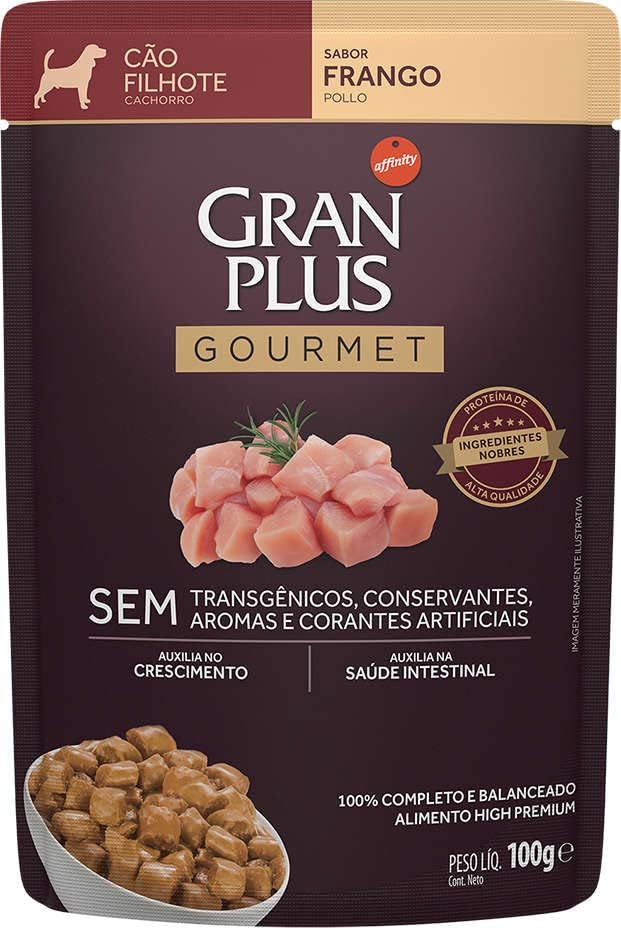 CÃO
FILHOTE
CACHORRO
SABOR
FRANGO
POLLO
affinity
GRAN
PLUS
GOURMET
PROTEÍNA DE
INGREDIENTES
NOBRES
ALTA QUALIDADE
SEM TRANSGÊNICOS, CONSERVANTES,
AROMAS E CORANTES ARTIFICIAIS
AUXILIA NO
CRESCIMENTO
AUXILIA NA
SAÚDE INTESTINAL
IMAGEM MERAMENTE ILUSTRATIVA
100% COMPLETO E BALANCEADO
ALIMENTO HIGH PREMIUM
PESO LÍQ. 100g e
Cont. Neto